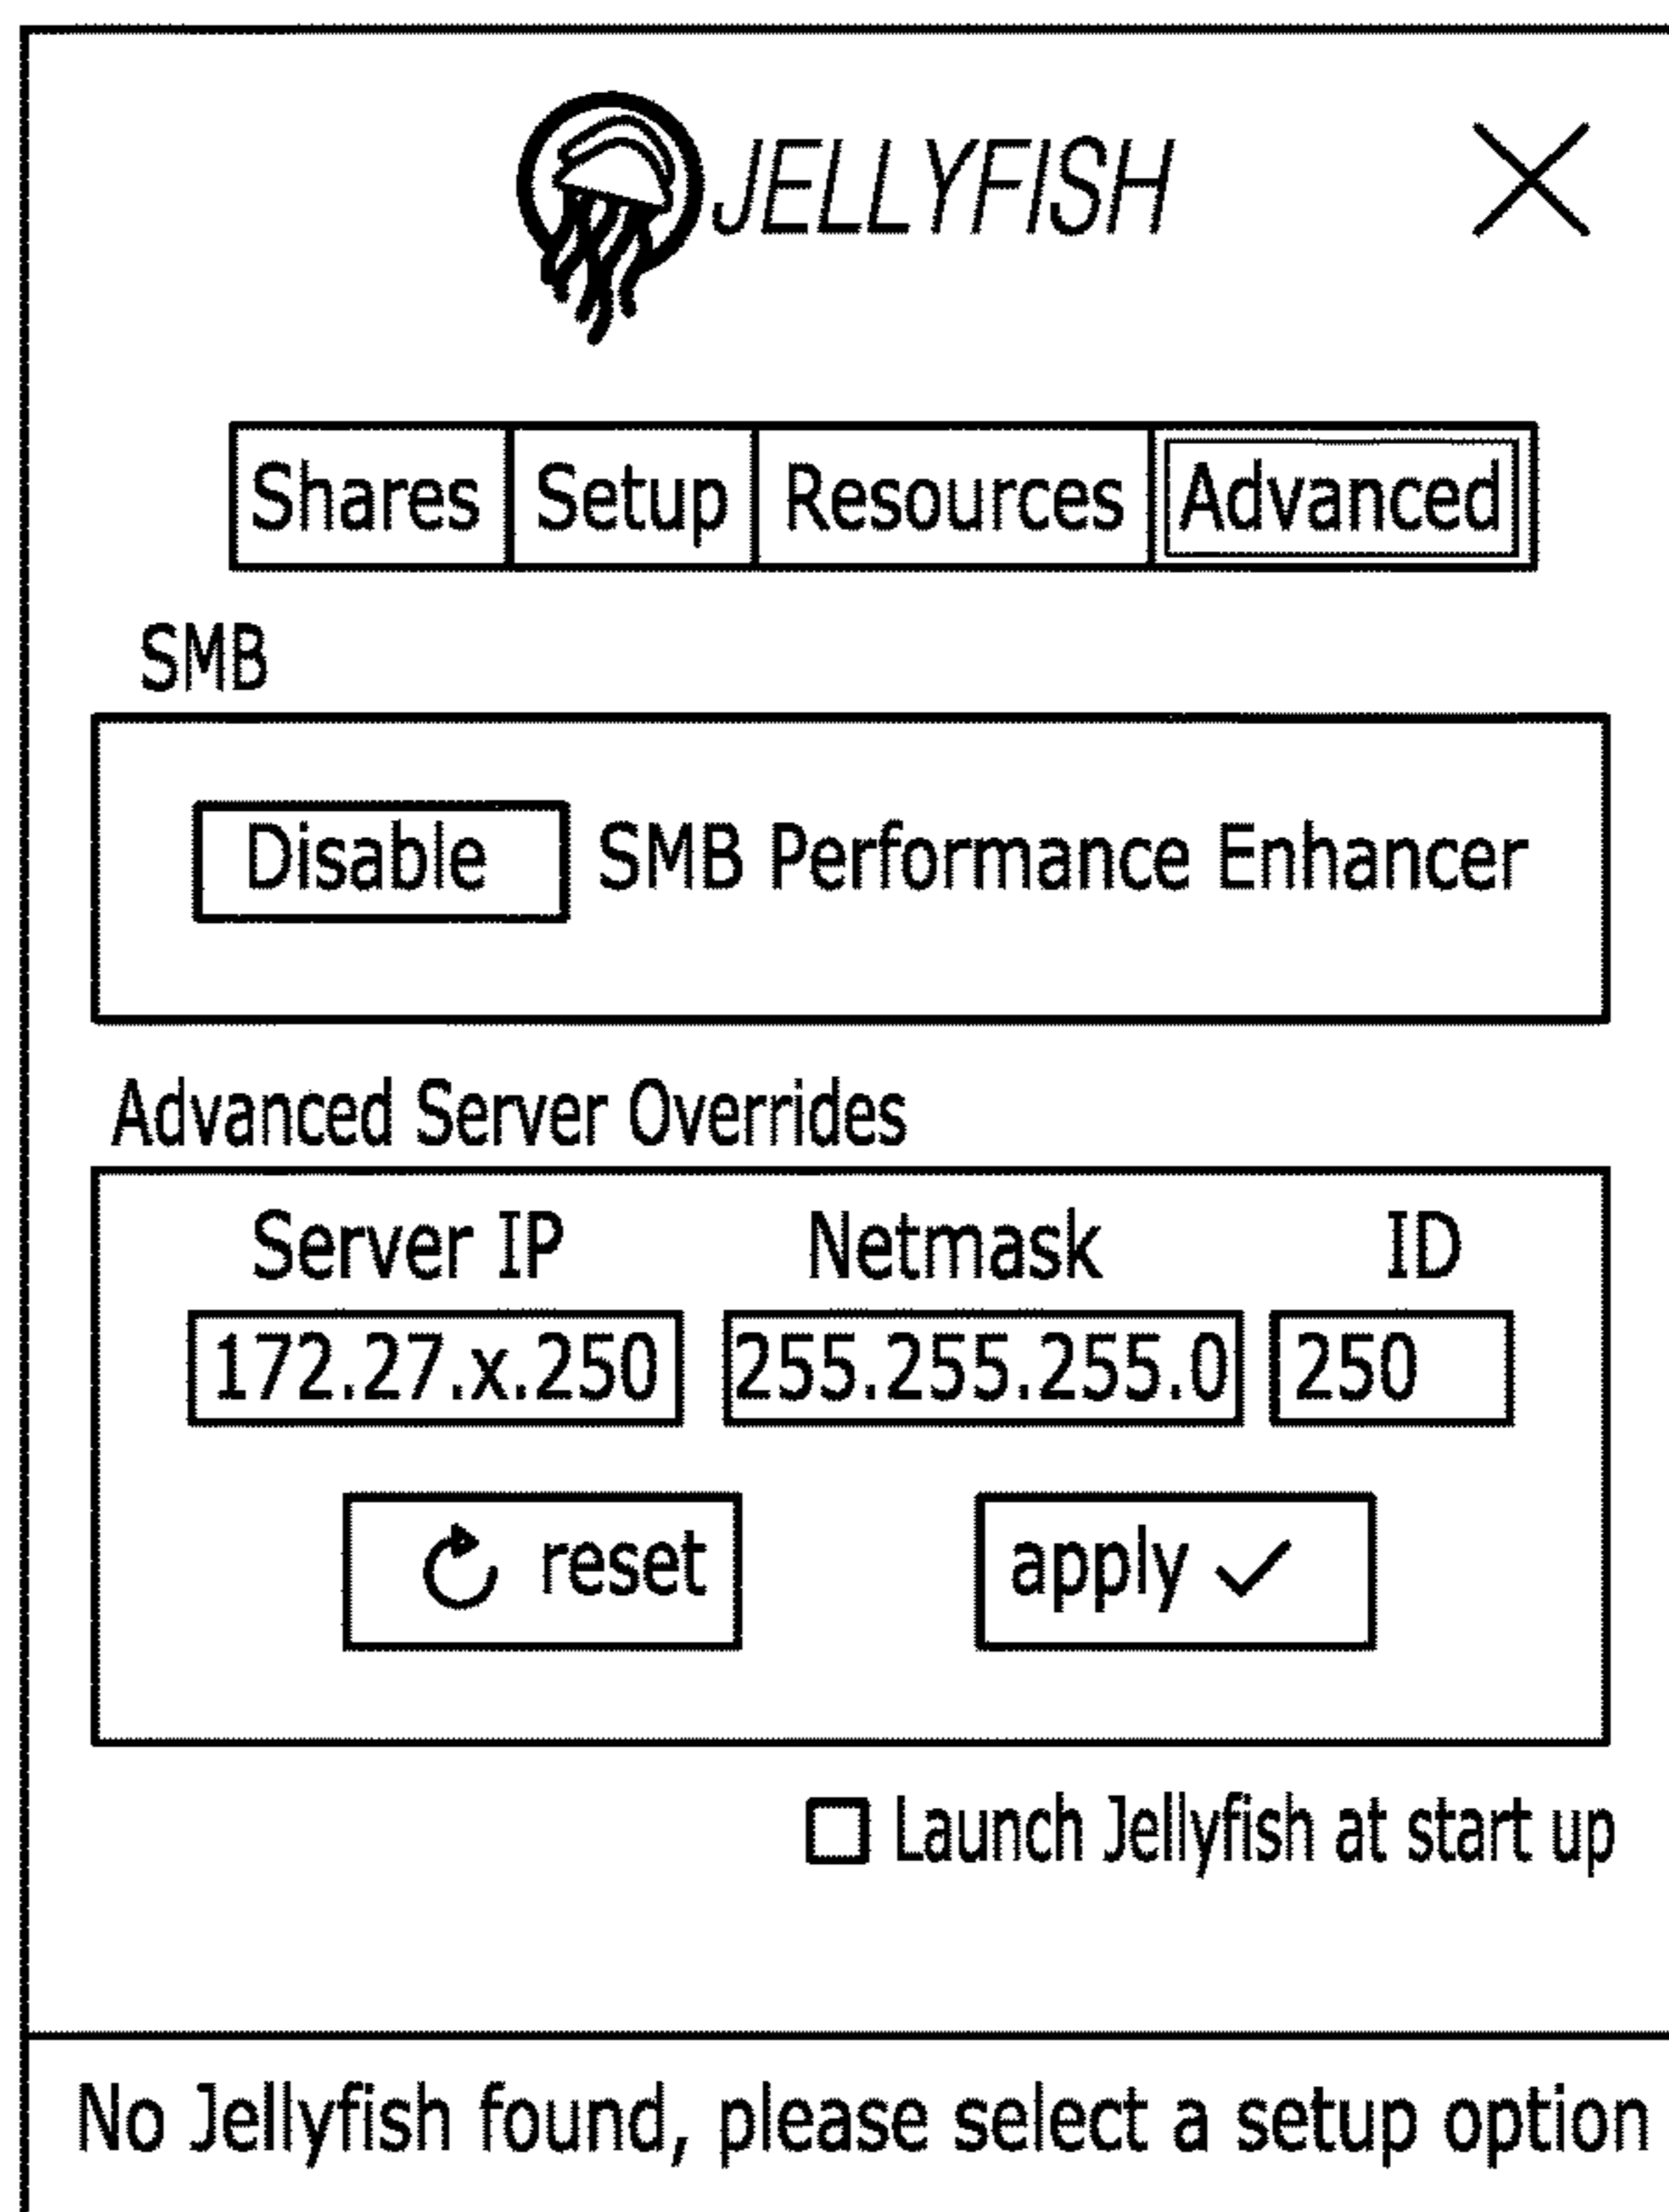 JELLYFISH
Shares Setup Resources Advanced
SMB
Disable SMB Performance Enhancer
Advanced Server Overrides
Server IP Netmask ID
172.27.x.250 255.255.255.0 250
reset apply
Launch Jellyfish at start up
No Jellyfish found, please select a setup option